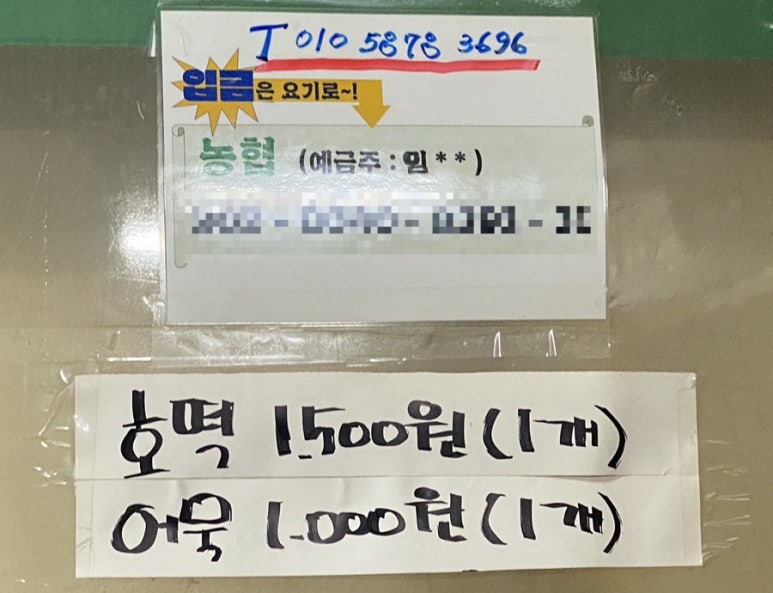 T 010 5878 3696
입금은 요기로~!
농협 (예금주 : 임 * * )
호떡 1.500원 (1개)
어묵 1.000원 (1개)